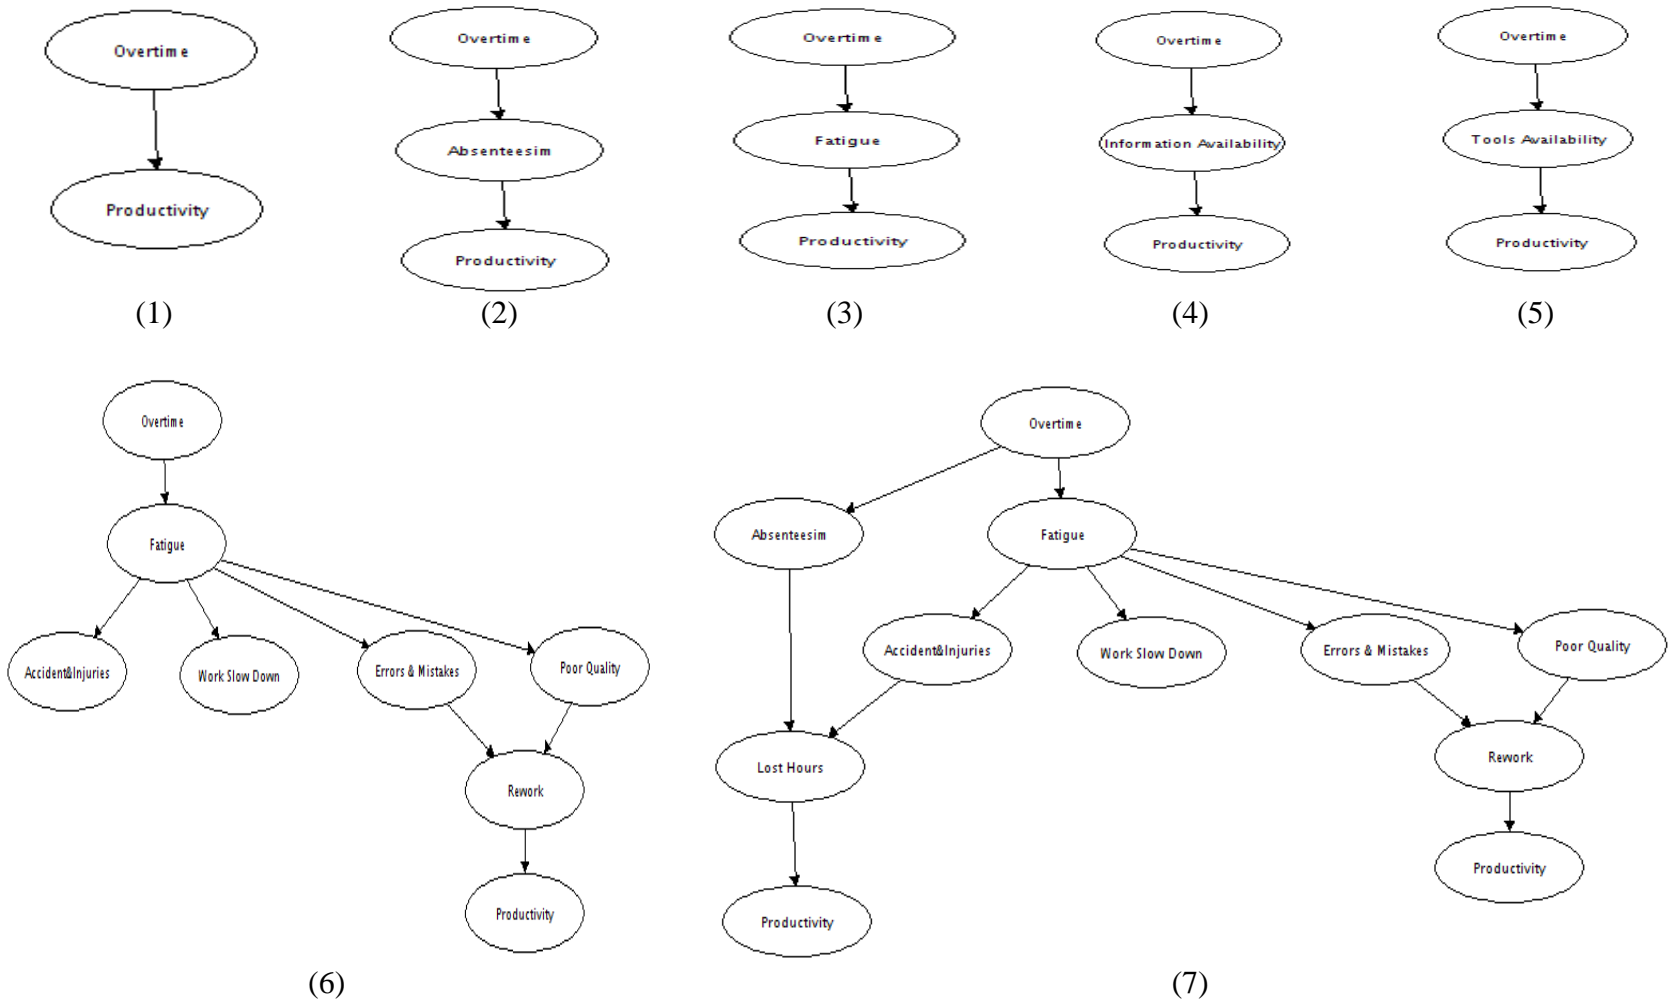 Overtime
Productivity
(1)
Overtime
Absenteesim
Productivity
(2)
Overtime
Fatigue
Productivity
(3)
Overtime
Information Availability
Productivity
(4)
Overtime
Tools Availability
Productivity
(5)
Overtime
Fatigue
Accident&Injuries
Work Slow Down
Errors & Mistakes
Poor Quality
Rework
Productivity
(6)
Overtime
Absenteesim
Fatigue
Accident&Injuries
Work Slow Down
Errors & Mistakes
Poor Quality
Lost Hours
Rework
Productivity
Productivity
(7)